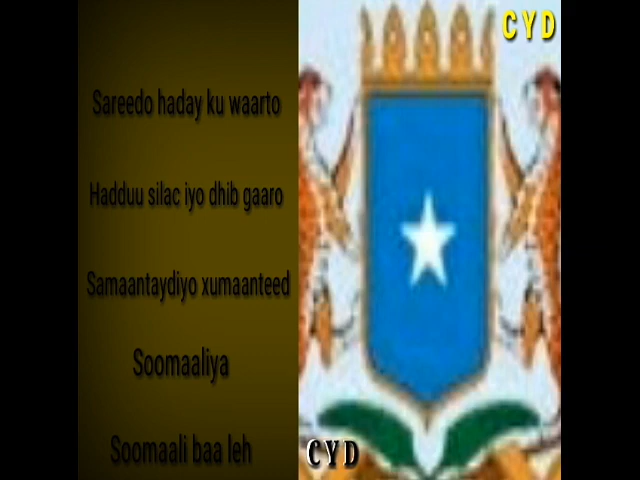 Sareedo haday ku waarto
Hadduu silac iyo dhib gaaro
Samaantaydiyo xumaanteed
Soomaaliya
Soomaali baa leh
CYD
CYD